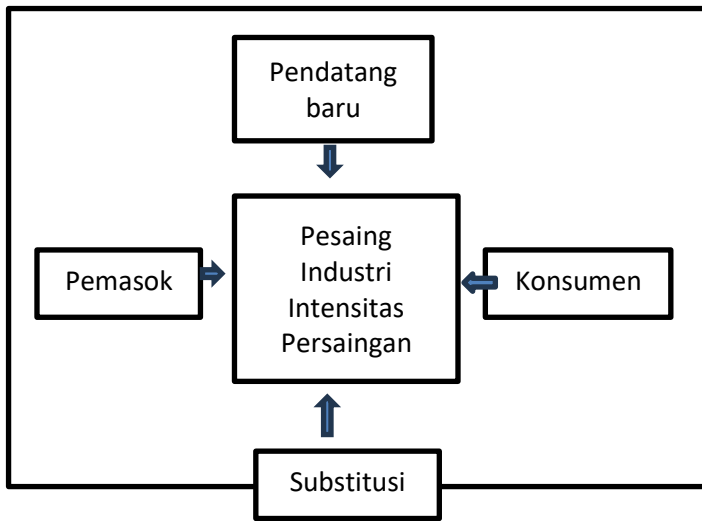 Pendatang
baru
Pemasok
Pesaing
Industri
Intensitas
Persaingan
Konsumen
Substitusi